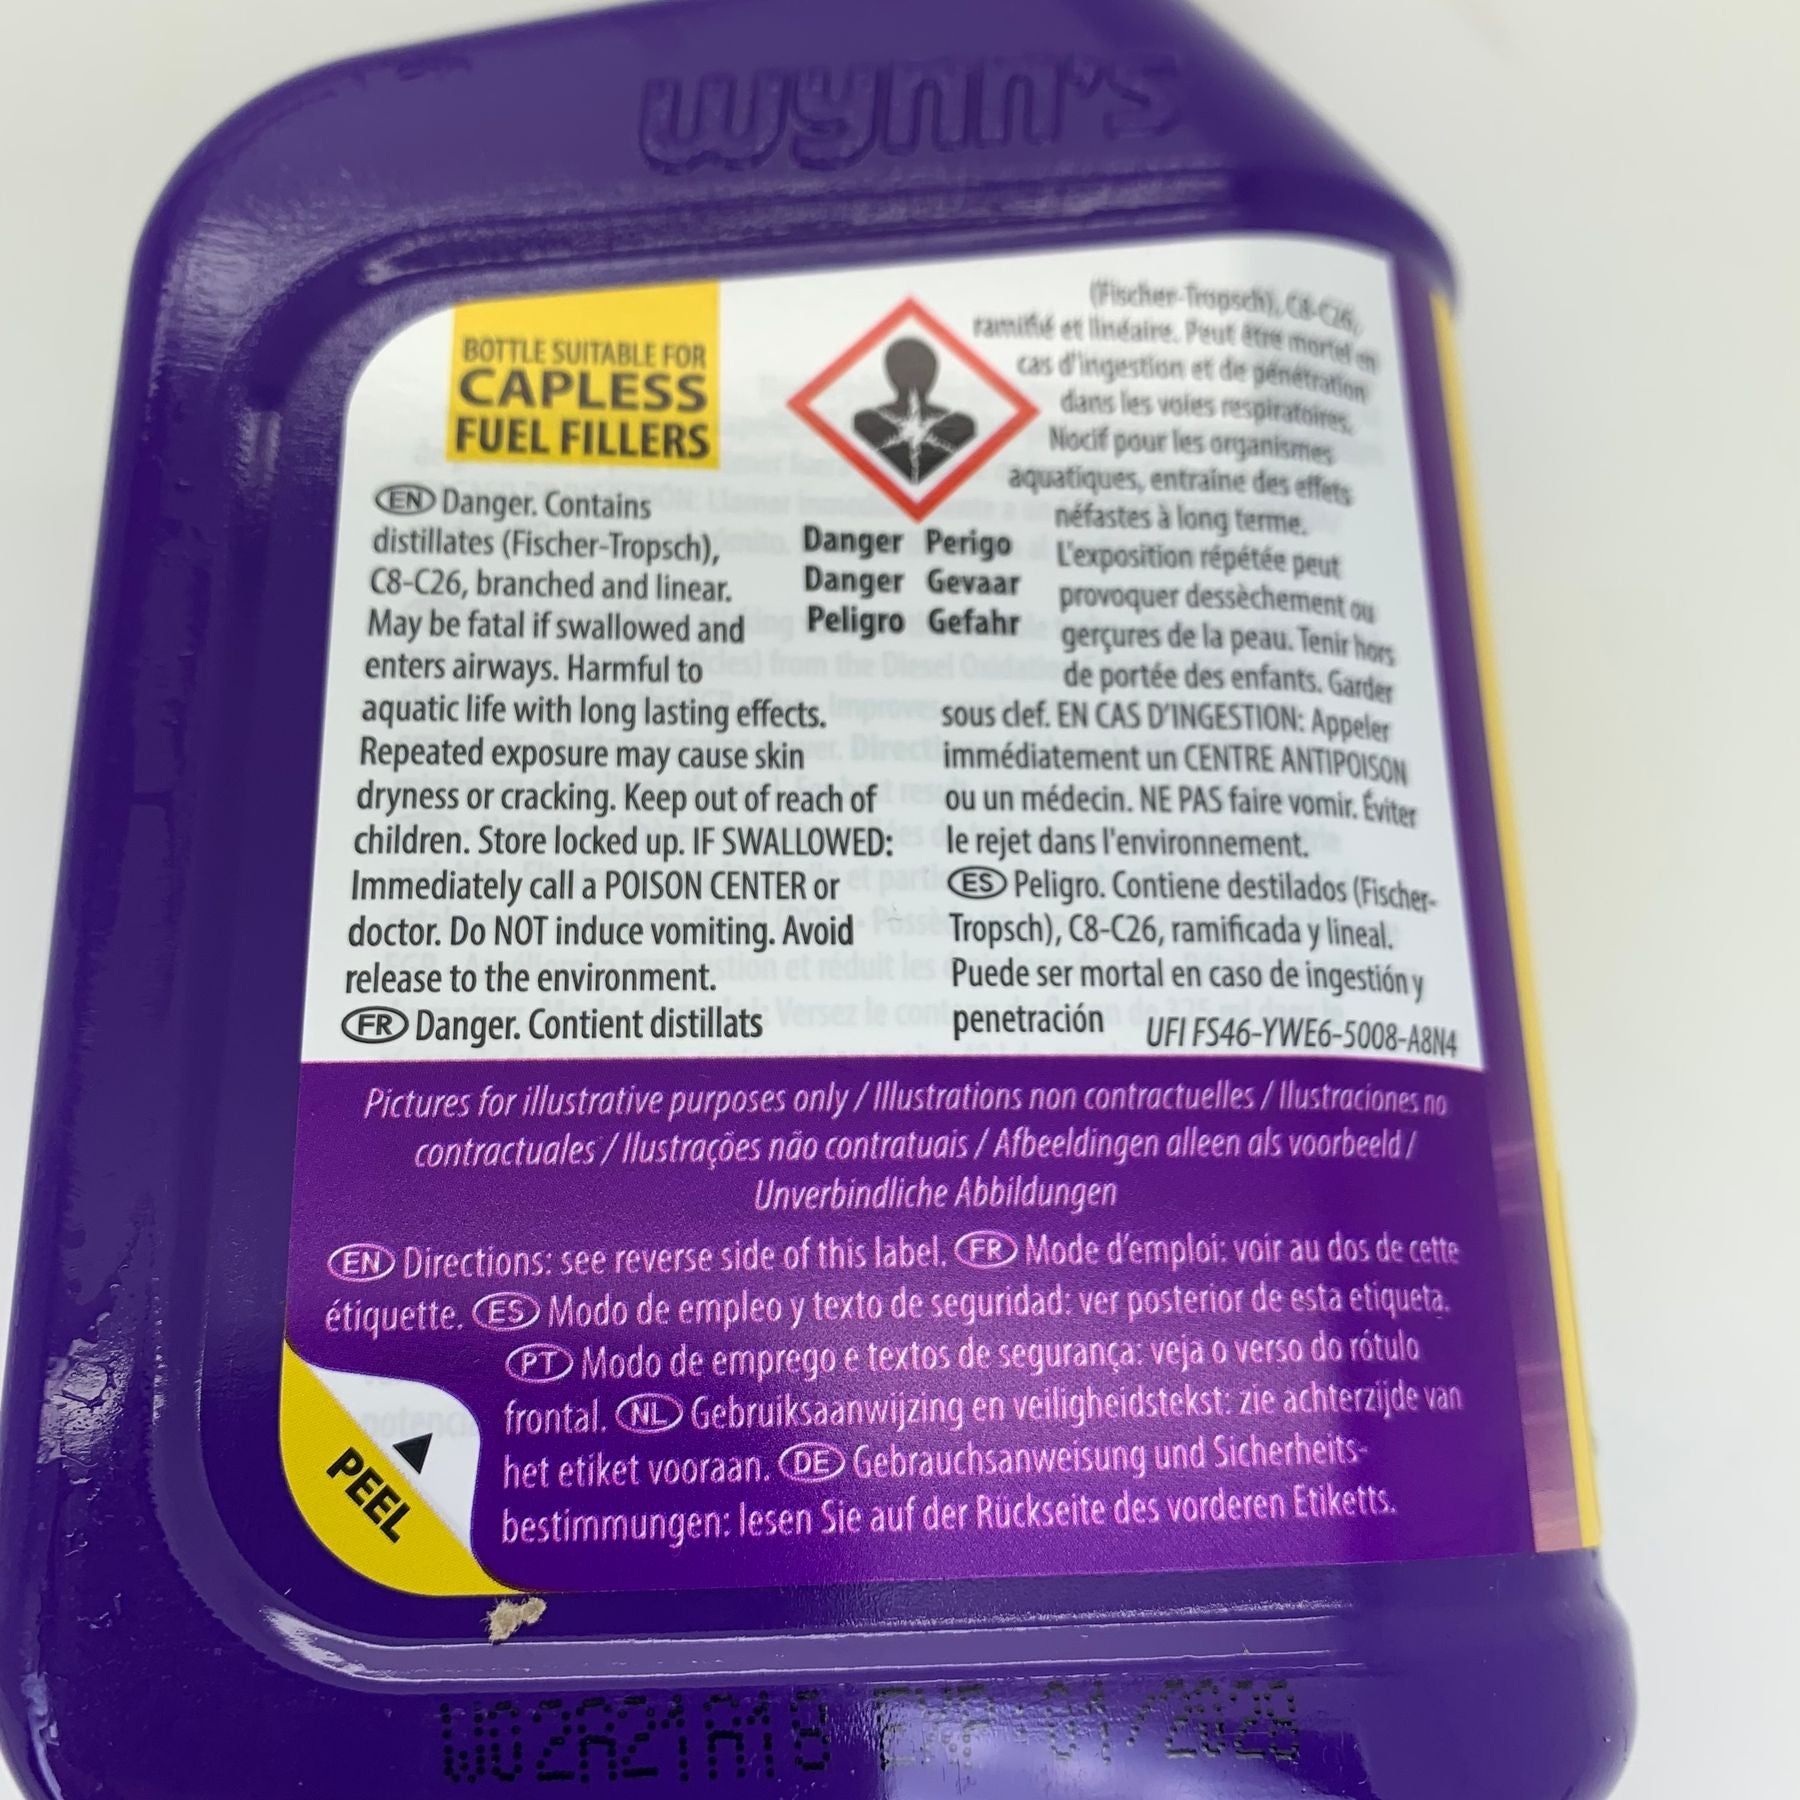 wynn's
BOTTLE SUITABLE FOR
CAPLESS
FUEL FILLERS
EN Danger. Contains
distillates (Fischer-Tropsch),
C8-C26, branched and linear.
May be fatal if swallowed and
enters airways. Harmful to
aquatic life with long lasting effects.
Repeated exposure may cause skin
dryness or cracking. Keep out of reach of
children. Store locked up. IF SWALLOWED:
Immediately call a POISON CENTER or
doctor. Do NOT induce vomiting. Avoid
release to the environment.
FR Danger. Contient distillats
Danger Perigo
Danger Gevaar
Peligro Gefahr
(Fischer-Tropsch), C8-C26,
ramifié et linéaire. Peut être mortel en
cas d'ingestion et de pénétration
dans les voies respiratoires.
Nocif pour les organismes
aquatiques, entraîne des effets
néfastes à long terme.
L'exposition répétée peut
provoquer dessèchement ou
gerçures de la peau. Tenir hors
de portée des enfants. Garder
sous clef. EN CAS D'INGESTION: Appeler
immédiatement un CENTRE ANTIPOISON
ou un médecin. NE PAS faire vomir. Éviter
le rejet dans l'environnement.
ES Peligro. Contiene destilados (Fischer-
Tropsch), C8-C26, ramificada y lineal.
Puede ser mortal en caso de ingestión y
penetración
UFI FS46-YWE6-5008-A8N4
Pictures for illustrative purposes only / Illustrations non contractuelles / Ilustraciones no
contractuales / Ilustrações não contratuais / Afbeeldingen alleen als voorbeeld /
Unverbindliche Abbildungen
EN Directions: see reverse side of this label. FR Mode d'emploi: voir au dos de cette
étiquette. ES Modo de empleo y texto de seguridad: ver posterior de esta etiqueta.
PT Modo de emprego e textos de segurança: veja o verso do rótulo
frontal. NL Gebruiksaanwijzing en veiligheidstekst: zie achterzijde van
het etiket vooraan. DE Gebrauchsanweisung und Sicherheits-
bestimmungen: lesen Sie auf der Rückseite des vorderen Etiketts.
PEEL
WO2A21A18 EXP 01/2028